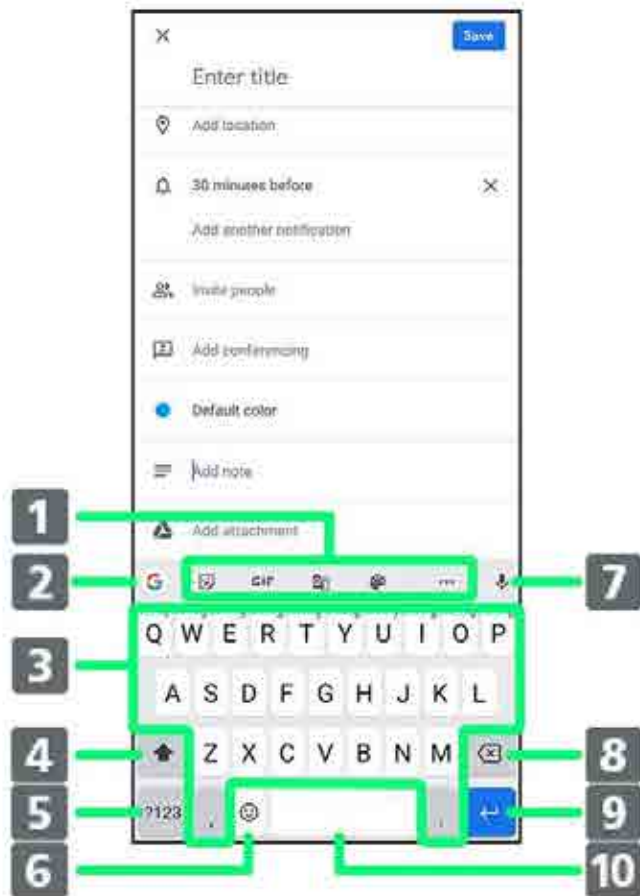 Save
Enter title
Add location
30 minutes before
Add another notification
Invite people
Add conferencing
Default color
Add note
1
Add attachment
2 G GIF 7
Q W E R T Y U I O P
3
A S D F G H J K L
4 Z X C V B N M 8
5 ?123 , . 9
6 10